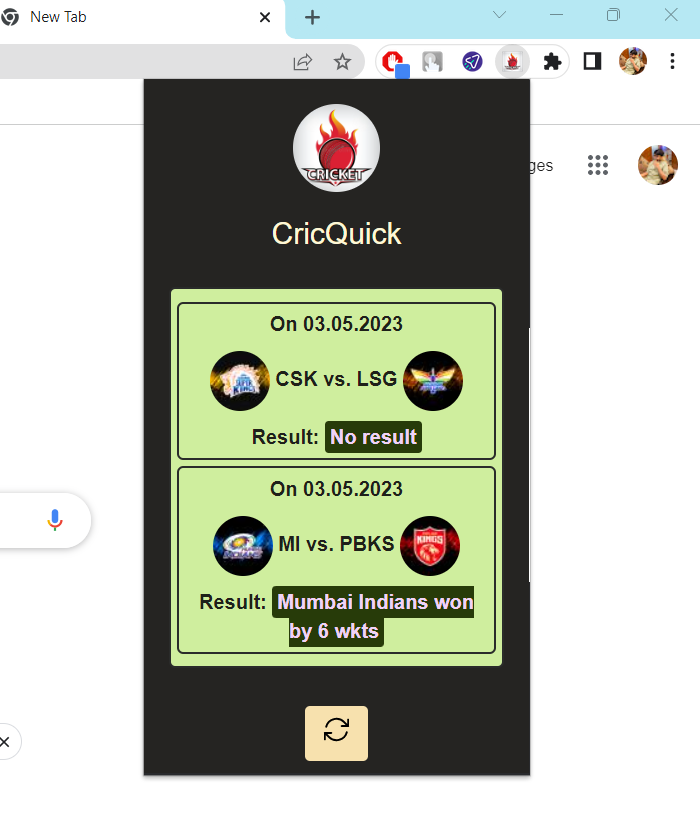 New Tab
ges
CRICKET
CricQuick
On 03.05.2023
CSK vs. LSG
Result: No result
On 03.05.2023
MI vs. PBKS
KINGS
Result: Mumbai Indians won
by 6 wkts